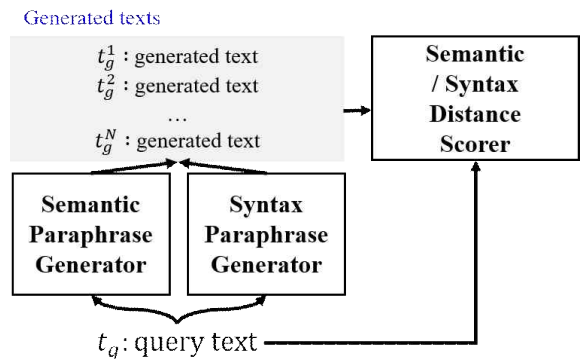 Generated texts
t_g^1 : generated text
t_g^2 : generated text
...
t_g^N : generated text
Semantic
/ Syntax
Distance
Scorer
Semantic
Paraphrase
Generator
Syntax
Paraphrase
Generator
t_q: query text